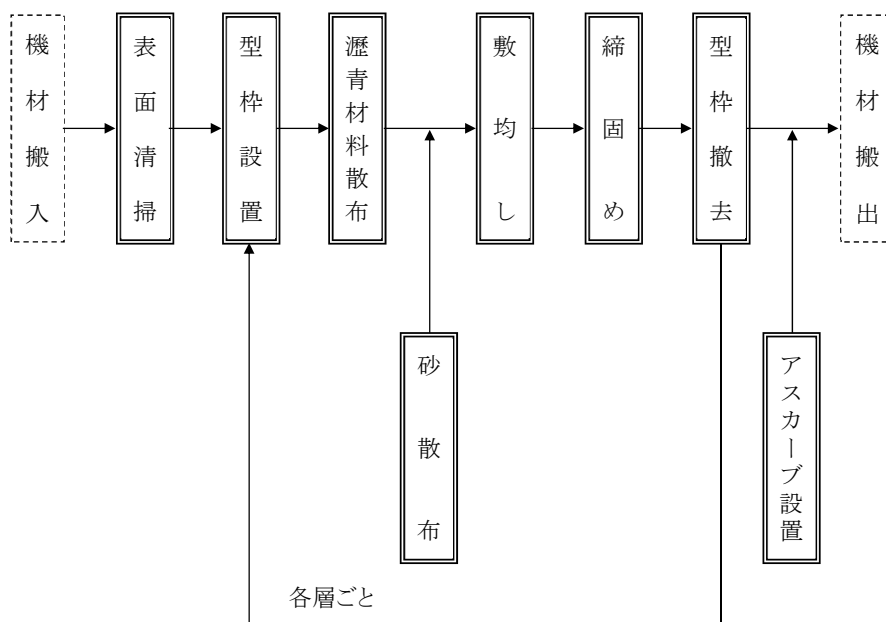 機材搬入
表面清掃
型枠設置
瀝青材料散布
敷均し
締固め
型枠撤去
機材搬出
砂散布
アスカーブ設置
各層ごと